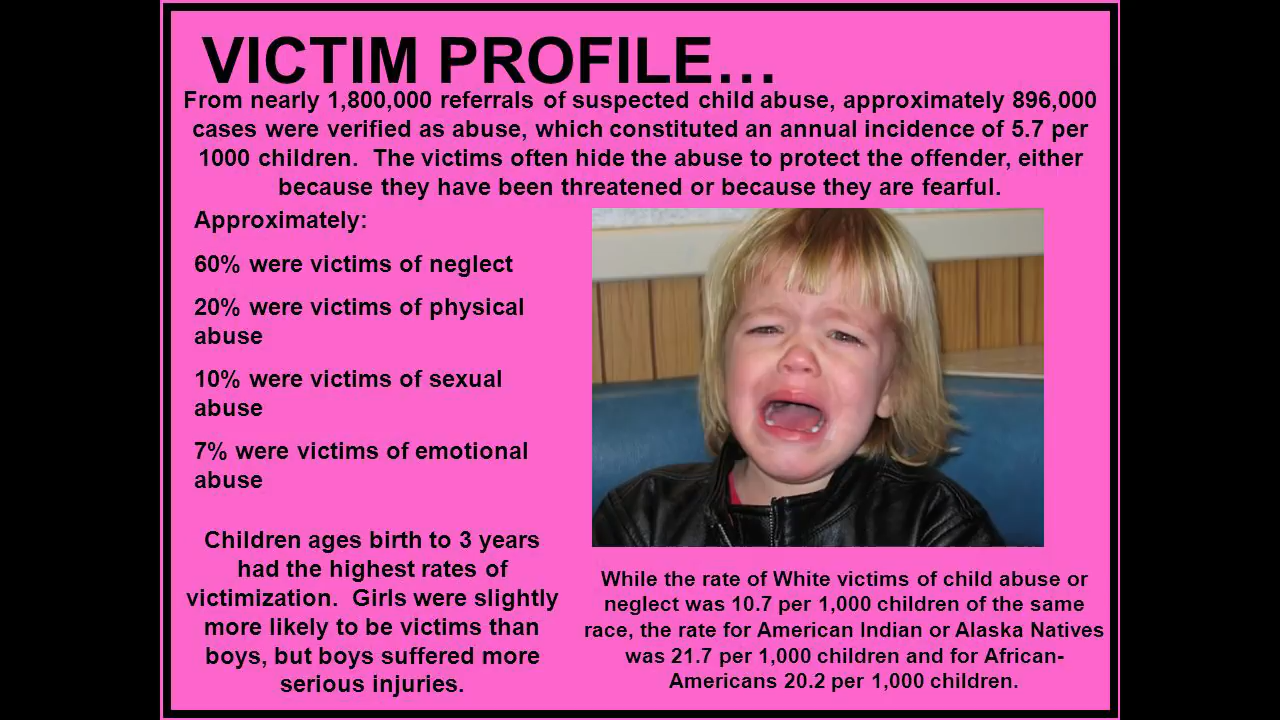 VICTIM PROFILE…
From nearly 1,800,000 referrals of suspected child abuse, approximately 896,000
cases were verified as abuse, which constituted an annual incidence of 5.7 per
1000 children.  The victims often hide the abuse to protect the offender, either
because they have been threatened or because they are fearful.
Approximately:
60% were victims of neglect
20% were victims of physical
abuse
10% were victims of sexual
abuse
7% were victims of emotional
abuse
Children ages birth to 3 years
had the highest rates of
victimization.  Girls were slightly
more likely to be victims than
boys, but boys suffered more
serious injuries.
While the rate of White victims of child abuse or
neglect was 10.7 per 1,000 children of the same
race, the rate for American Indian or Alaska Natives
was 21.7 per 1,000 children and for African-
Americans 20.2 per 1,000 children.